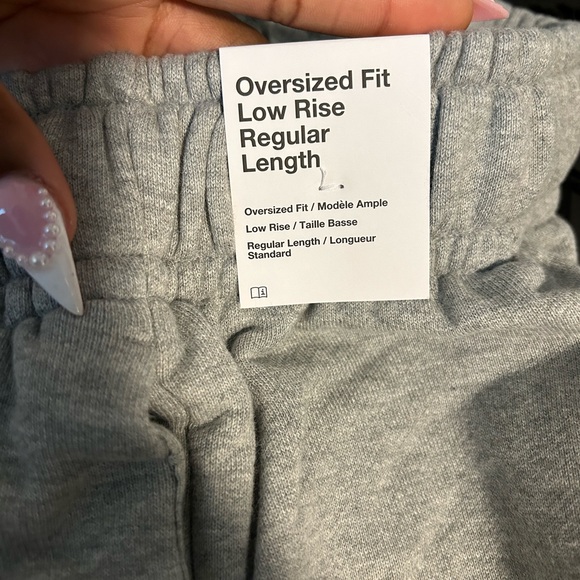 Oversized Fit
Low Rise
Regular
Length
Oversized Fit / Modèle Ample
Low Rise / Taille Basse
Regular Length / Longueur
Standard